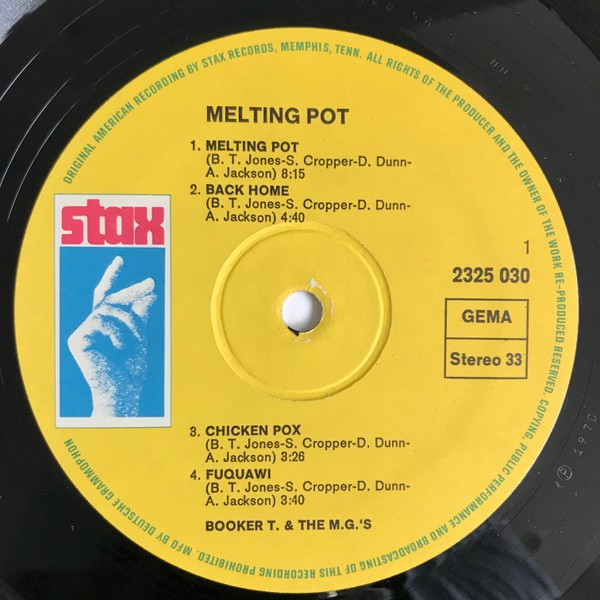 ORIGINAL AMERICAN RECORDING BY STAX RECORDS, MEMPHIS, TENN. ALL RIGHTS OF THE PRODUCER AND THE OWNER OF THE WORK RE-PRODUCED RESERVED. COPYING, PUBLIC PERFORMANCE AND BROADCASTING OF THIS RECORDING PROHIBITED. MFD BY DEUTSCHE GRAMMOPHON
MELTING POT
1. MELTING POT
(B. T. Jones-S. Cropper-D. Dunn-
A. Jackson) 8:15
2. BACK HOME
(B. T. Jones-S. Cropper-D. Dunn-
A. Jackson) 4:40
stax
1
2325 030
GEMA
Stereo 33
3. CHICKEN POX
(B. T. Jones-S. Cropper-D. Dunn-
A. Jackson) 3:26
4. FUQUAWI
(B. T. Jones-S. Cropper-D. Dunn-
A. Jackson) 3:40
BOOKER T. & THE M.G.'S
℗ 1970